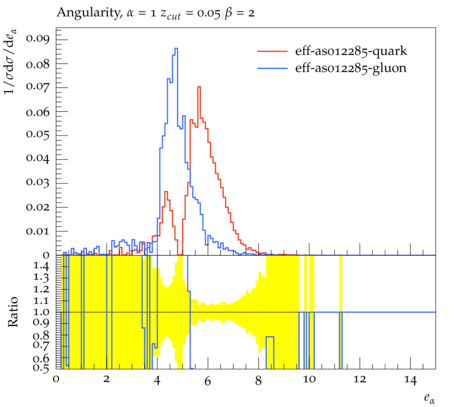 Angularity, α = 1 z_cut = 0.05 β = 2
1/σdσ/de_α
0.09
0.08
0.07
0.06
0.05
0.04
0.03
0.02
0.01
0
eff-as012285-quark
eff-as012285-gluon
Ratio
1.4
1.3
1.2
1.1
1.0
0.9
0.8
0.7
0.6
0.5
0 2 4 6 8 10 12 14
e_α